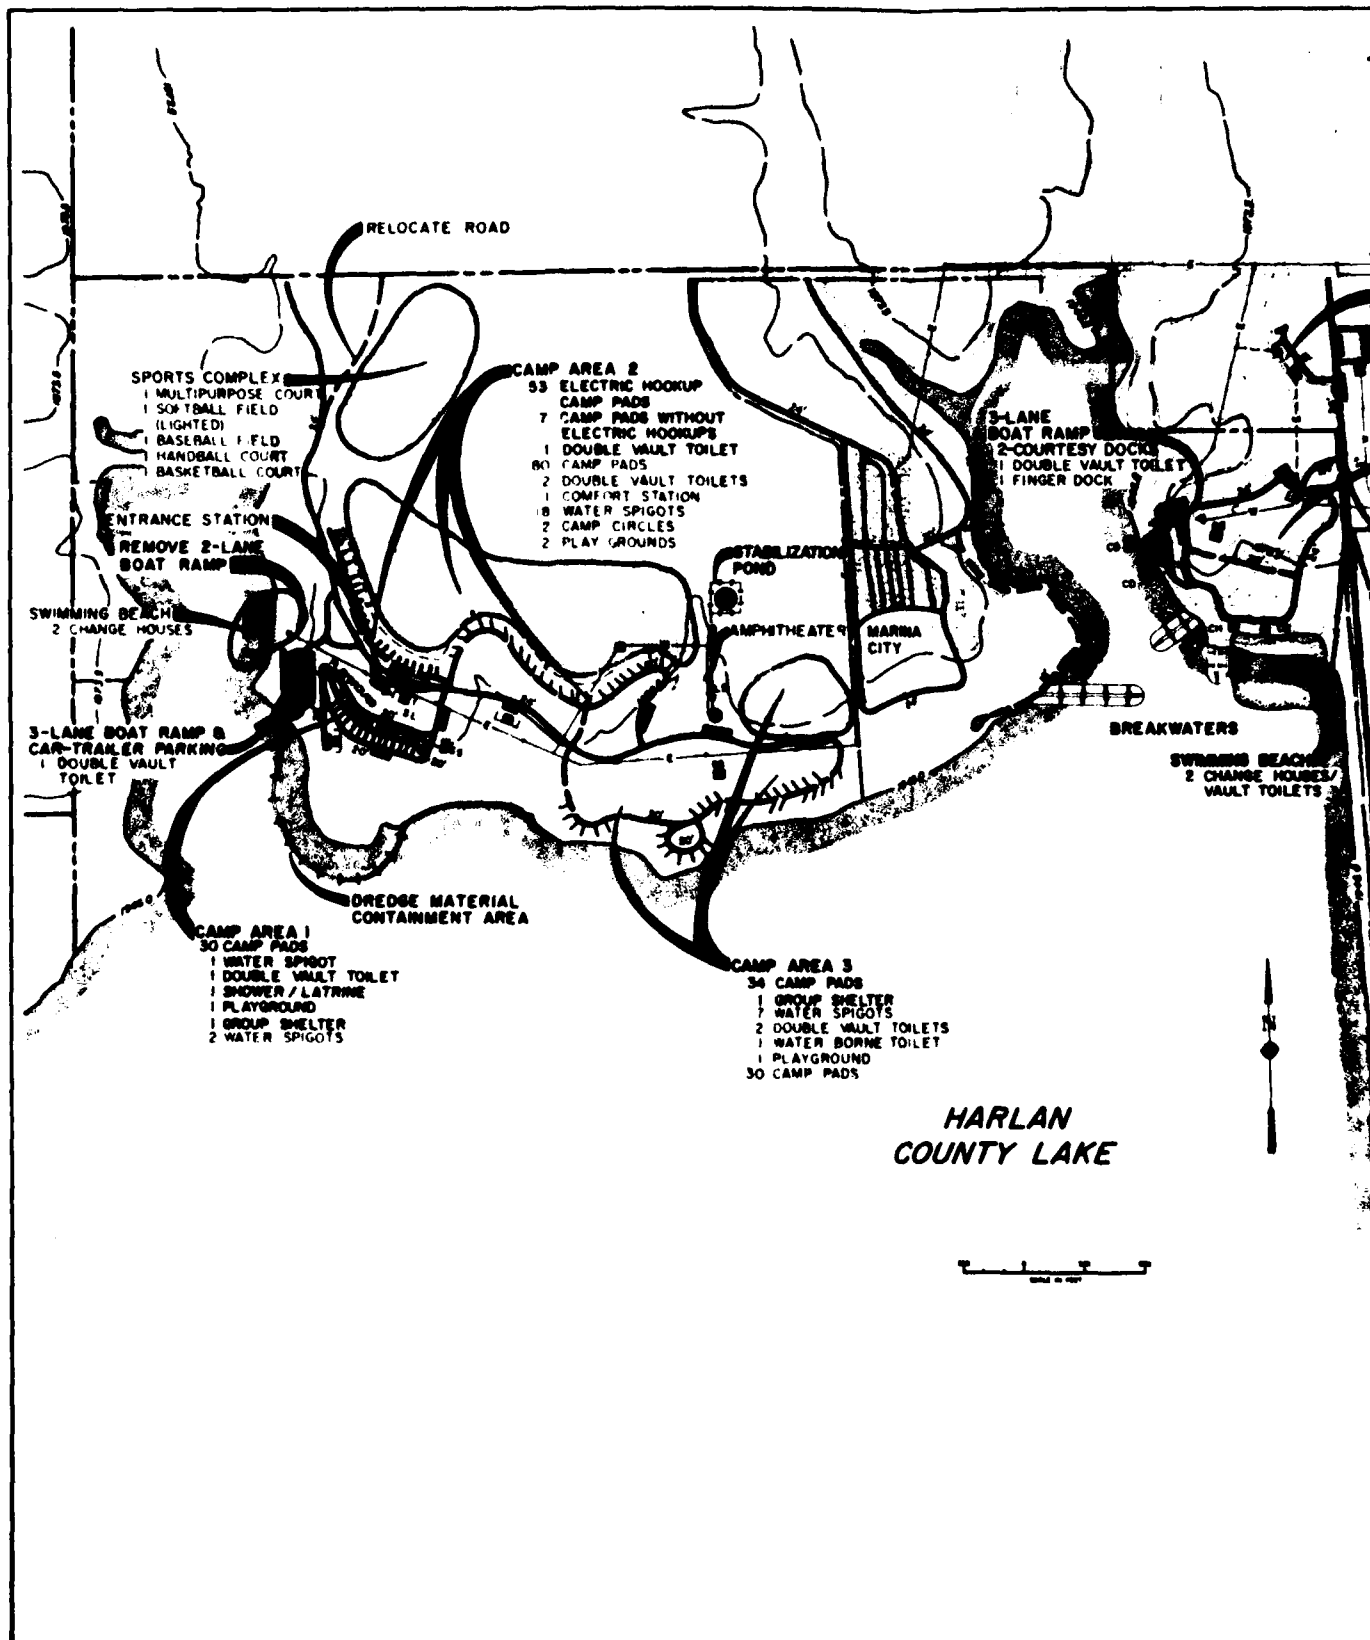 RELOCATE ROAD
SPORTS COMPLEX
1 MULTIPURPOSE COURT
1 SOFTBALL FIELD
(LIGHTED)
1 BASEBALL FIELD
1 HANDBALL COURT
1 BASKETBALL COURT
CAMP AREA 2
53 ELECTRIC HOOKUP
CAMP PADS
7 CAMP PADS WITHOUT
ELECTRIC HOOKUPS
1 DOUBLE VAULT TOILET
80 CAMP PADS
2 DOUBLE VAULT TOILETS
1 COMFORT STATION
18 WATER SPIGOTS
2 CAMP CIRCLES
2 PLAY GROUNDS
3-LANE
BOAT RAMP
2-COURTESY DOCKS
1 DOUBLE VAULT TOILET
1 FINGER DOCK
ENTRANCE STATION
REMOVE 2-LANE
BOAT RAMP
SWIMMING BEACH
2 CHANGE HOUSES
STABILIZATION
POND
AMPHITHEATER
MARINA
CITY
3-LANE BOAT RAMP &
CAR-TRAILER PARKING
1 DOUBLE VAULT
TOILET
BREAKWATERS
SWIMMING BEACH
2 CHANGE HOUSES/
VAULT TOILETS
DREDGE MATERIAL
CONTAINMENT AREA
CAMP AREA 1
30 CAMP PADS
1 WATER SPIGOT
1 DOUBLE VAULT TOILET
1 SHOWER / LATRINE
1 PLAYGROUND
1 GROUP SHELTER
2 WATER SPIGOTS
CAMP AREA 3
34 CAMP PADS
1 GROUP SHELTER
7 WATER SPIGOTS
2 DOUBLE VAULT TOILETS
1 WATER BORNE TOILET
1 PLAYGROUND
30 CAMP PADS
N
HARLAN
COUNTY LAKE
SCALE IN FEET